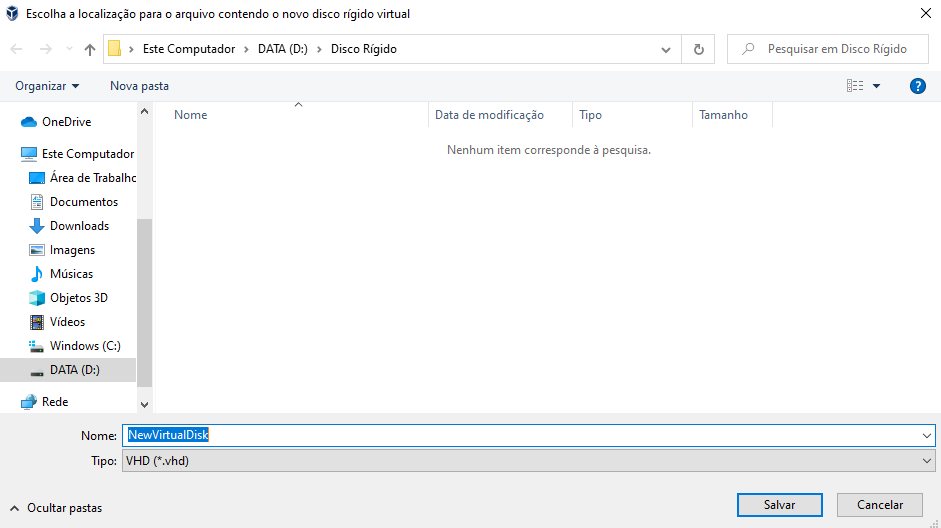 Escolha a localização para o arquivo contendo o novo disco rígido virtual
Este Computador > DATA (D:) > Disco Rígido
Pesquisar em Disco Rígido
Organizar
Nova pasta
?
Nome
Data de modificação
Tipo
Tamanho
Nenhum item corresponde à pesquisa.
OneDrive
Este Computador
Área de Trabalho
Documentos
Downloads
Imagens
Músicas
Objetos 3D
Vídeos
Windows (C:)
DATA (D:)
Rede
Nome: NewVirtualDisk
Tipo: VHD (*.vhd)
Ocultar pastas
Salvar
Cancelar